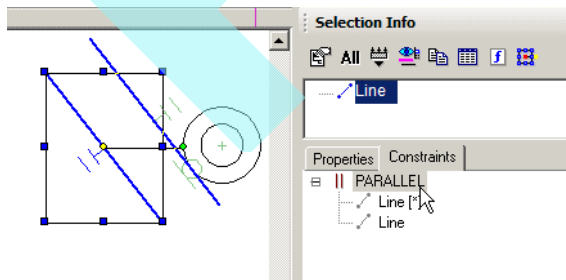 Selection Info
All
f
Line
Properties Constraints
PARALLEL
Line [*]
Line